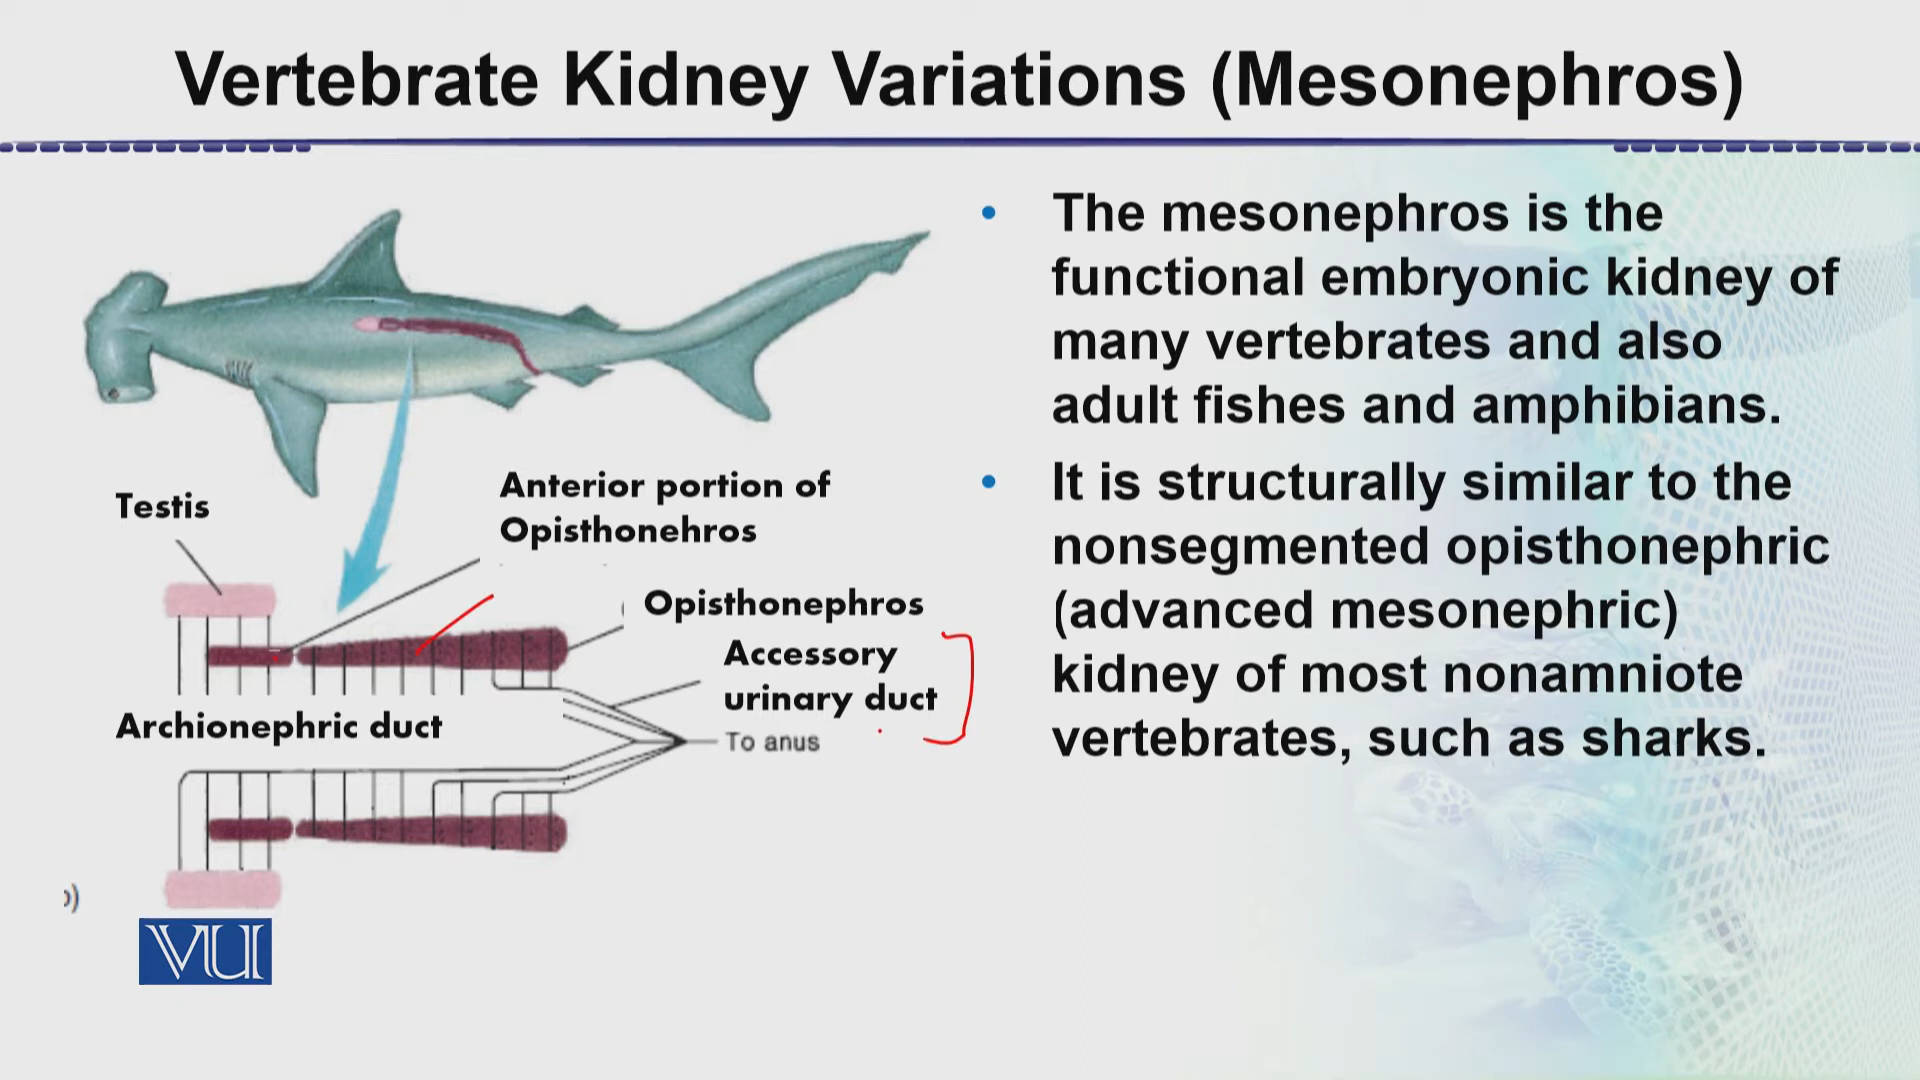 Vertebrate Kidney Variations (Mesonephros)
• The mesonephros is the
functional embryonic kidney of
many vertebrates and also
adult fishes and amphibians.
• It is structurally similar to the
nonsegmented opisthonephric
(advanced mesonephric)
kidney of most nonamniote
vertebrates, such as sharks.
Testis
Anterior portion of
Opisthonehros
Opisthonephros
Accessory
urinary duct
Archionephric duct
To anus
VU